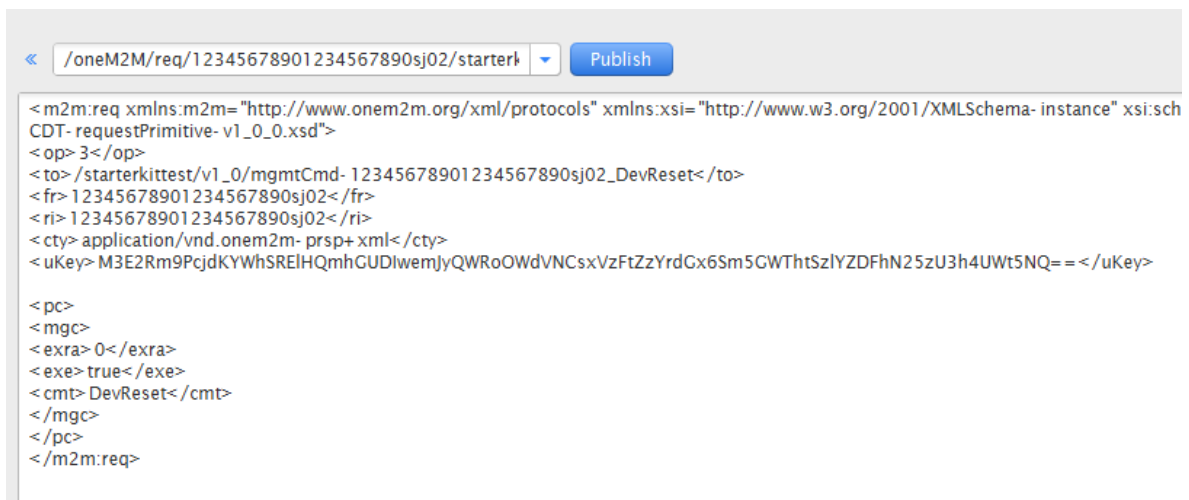 « /oneM2M/req/12345678901234567890sj02/starterk Publish
<m2m:req xmlns:m2m="http://www.onem2m.org/xml/protocols" xmlns:xsi="http://www.w3.org/2001/XMLSchema-instance" xsi:sch
CDT-requestPrimitive-v1_0_0.xsd">
<op>3</op>
<to>/starterkittest/v1_0/mgmtCmd-12345678901234567890sj02_DevReset</to>
<fr>12345678901234567890sj02</fr>
<ri>12345678901234567890sj02</ri>
<cty>application/vnd.onem2m-prsp+xml</cty>
<uKey>M3E2Rm9PcjdKYWhSRElHQmhGUDIwemJyQWRoOWdVNCsxVzFtZzYrdGx6Sm5GWThtSzlYZDFhN25zU3h4UWt5NQ==</uKey>
<pc>
<mgc>
<exra>0</exra>
<exe>true</exe>
<cmt>DevReset</cmt>
</mgc>
</pc>
</m2m:req>